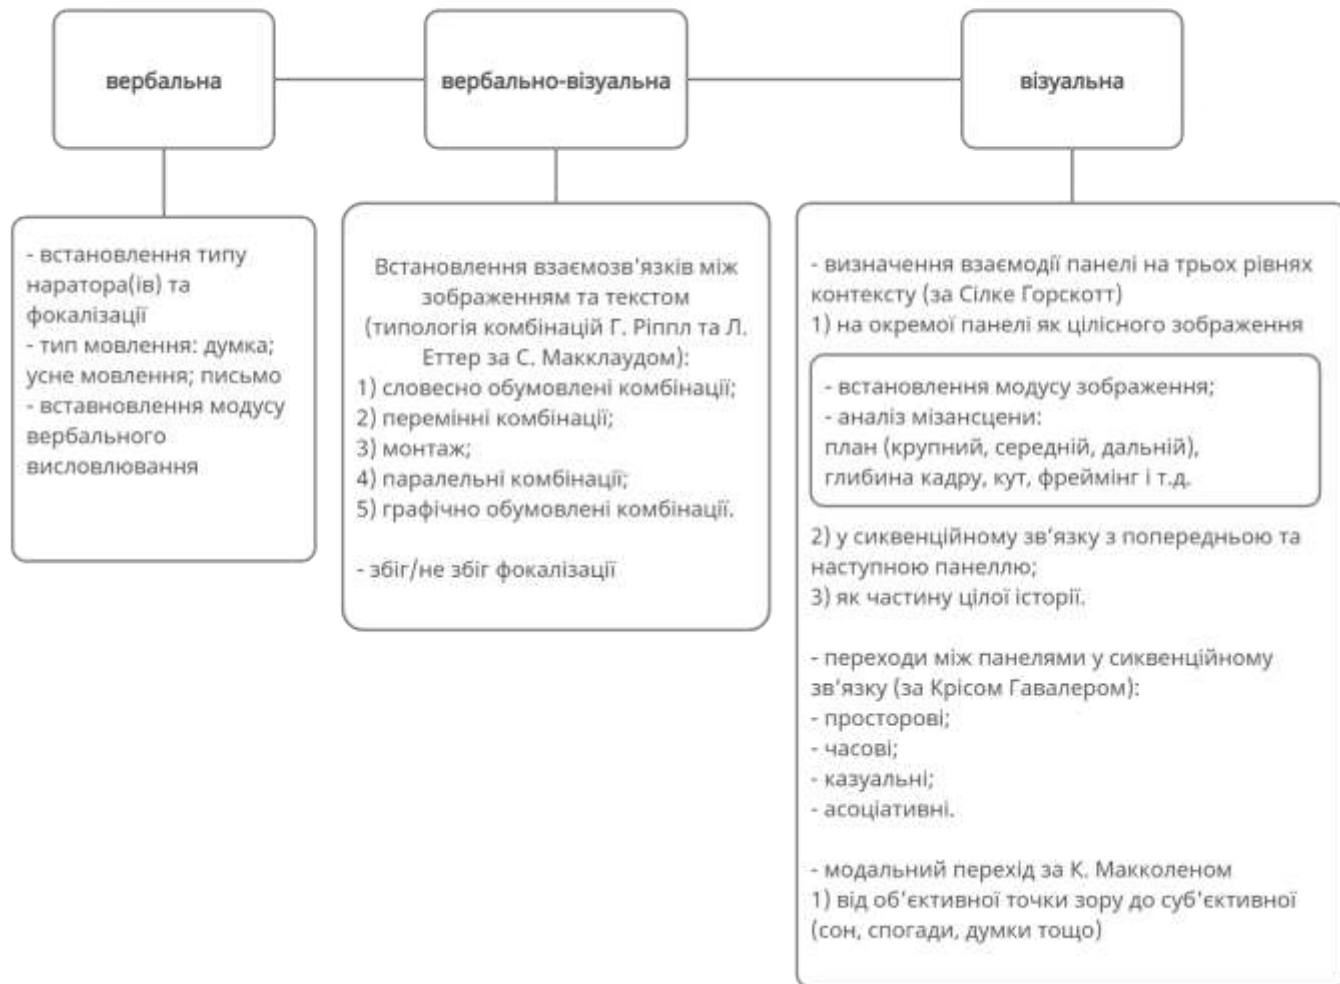 вербальна
вербально-візуальна
візуальна
- встановлення типу
наратора(ів) та
фокалізації
- тип мовлення: думка;
усне мовлення; письмо
- вставновлення модусу
вербального
висловлювання
Встановлення взаємозв'язків між
зображенням та текстом
(типологія комбінацій Г. Ріппл та Л.
Еттер за С. Макклаудом):
1) словесно обумовлені комбінації;
2) перемінні комбінації;
3) монтаж;
4) паралельні комбінації;
5) графічно обумовлені комбінації.
- збіг/не збіг фокалізації
- визначення взаємодії панелі на трьох рівнях
контексту (за Сілке Горскотт)
1) на окремої панелі як цілісного зображення
- встановлення модусу зображення;
- аналіз мізансцени:
план (крупний, середній, дальній),
глибина кадру, кут, фреймінг і т.д.
2) у сиквенційному зв'язку з попередньою та
наступною панеллю;
3) як частину цілої історії.
- переходи між панелями у сиквенційному
зв'язку (за Крісом Гавалером):
- просторові;
- часові;
- казуальні;
- асоціативні.
- модальний перехід за К. Макколеном
1) від об'єктивної точки зору до суб'єктивної
(сон, спогади, думки тощо)